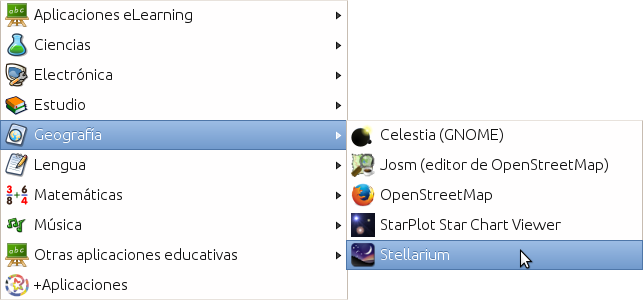 Aplicaciones eLearning
Ciencias
Electrónica
Estudio
Geografía
Lengua
Matemáticas
Música
Otras aplicaciones educativas
+Aplicaciones
Celestia (GNOME)
Josm (editor de OpenStreetMap)
OpenStreetMap
StarPlot Star Chart Viewer
Stellarium